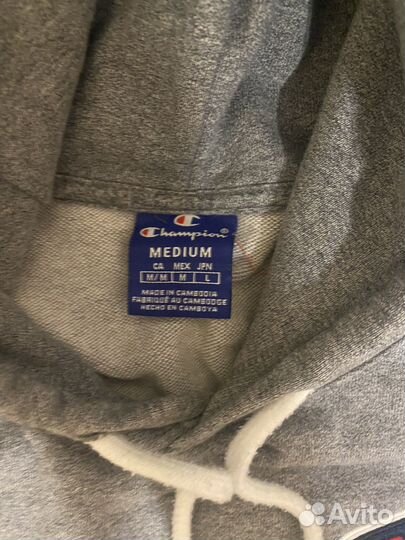 Champion®
MEDIUM
CA MEX JPN
M/M M L
MADE IN CAMBODIA
FABRIQUÉ AU CAMBODGE
HECHO EN CAMBOYA
Avito